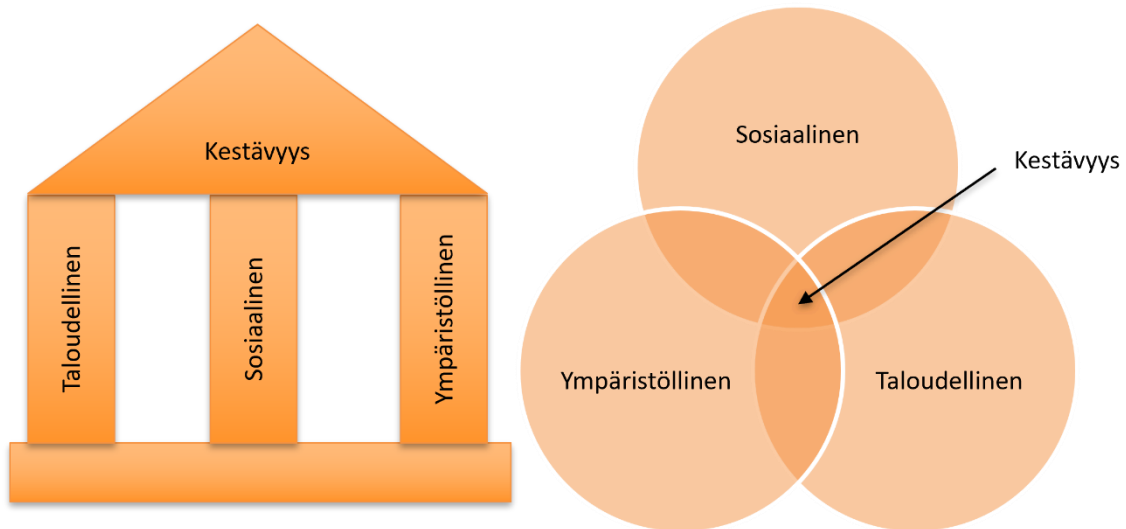 Kestävyys
Taloudellinen
Sosiaalinen
Ympäristöllinen
Sosiaalinen
Kestävyys
Ympäristöllinen
Taloudellinen